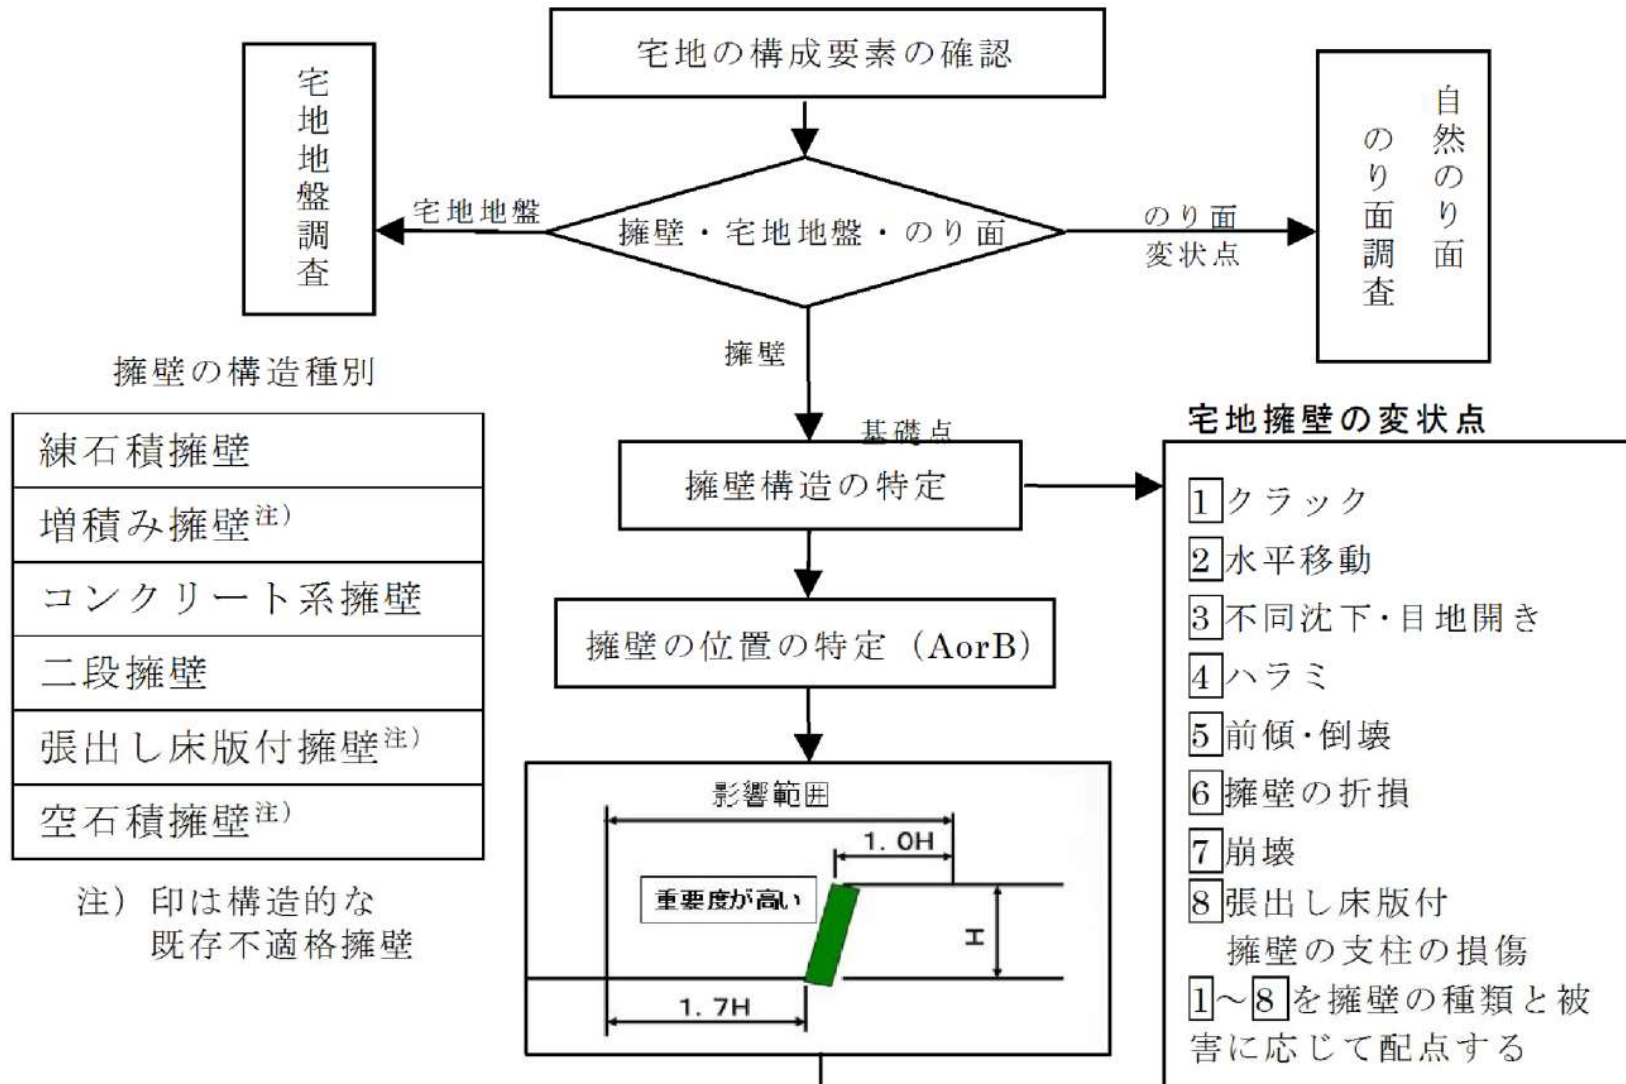 宅地の構成要素の確認
宅地地盤調査
自然のり面
のり面調査
宅地地盤
擁壁・宅地地盤・のり面
のり面
変状点
擁壁
擁壁の構造種別
練石積擁壁
増積み擁壁注)
コンクリート系擁壁
二段擁壁
張出し床版付擁壁注)
空石積擁壁注)
注) 印は構造的な
既存不適格擁壁
基礎点
擁壁構造の特定
擁壁の位置の特定 (AorB)
影響範囲
1.0H
重要度が高い
H
1.7H
宅地擁壁の変状点
1 クラック
2 水平移動
3 不同沈下・目地開き
4 ハラミ
5 前傾・倒壊
6 擁壁の折損
7 崩壊
8 張出し床版付
擁壁の支柱の損傷
1～8を擁壁の種類と被
害に応じて配点する